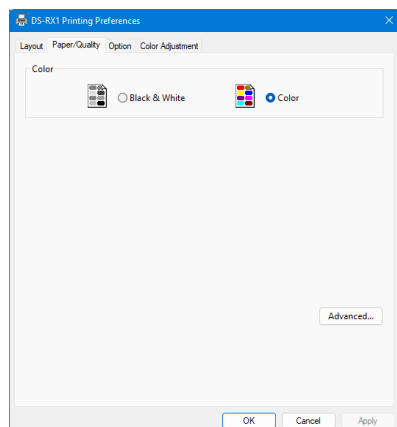 DS-RX1 Printing Preferences
Layout Paper/Quality Option Color Adjustment
Color
Black & White Color
Advanced...
OK Cancel Apply